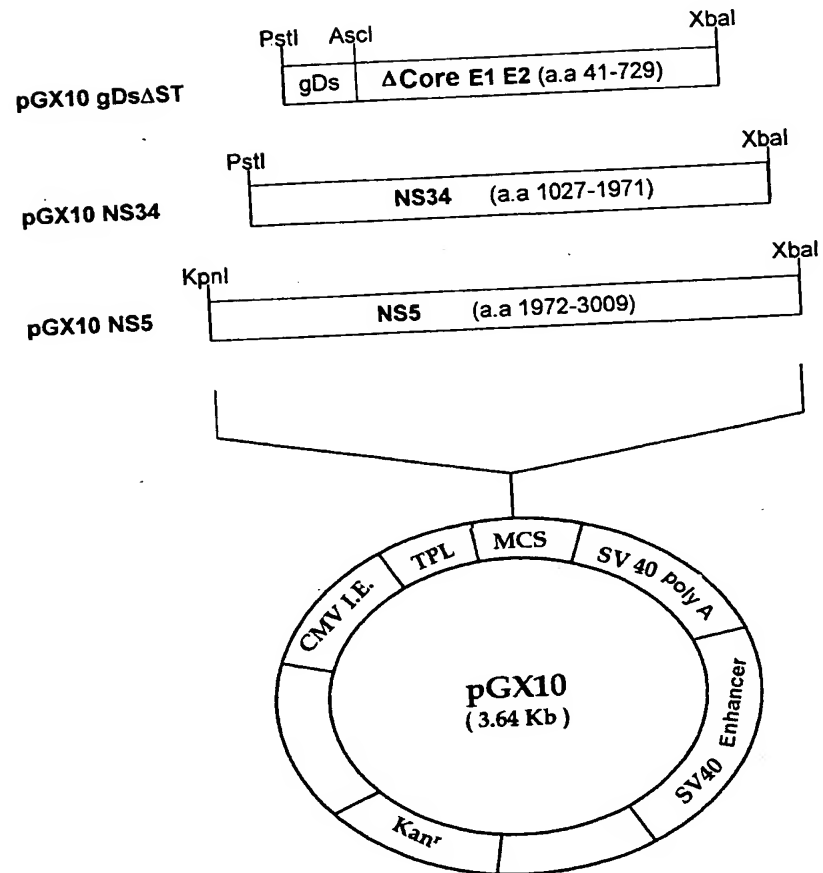 PstI AscI XbaI
pGX10 gDsΔST gDs ΔCore E1 E2 (a.a 41-729)
PstI XbaI
pGX10 NS34 NS34 (a.a 1027-1971)
KpnI XbaI
pGX10 NS5 NS5 (a.a 1972-3009)
CMV I.E. TPL MCS SV 40 poly A
pGX10
( 3.64 Kb )
SV40 Enhancer
Kanʳ